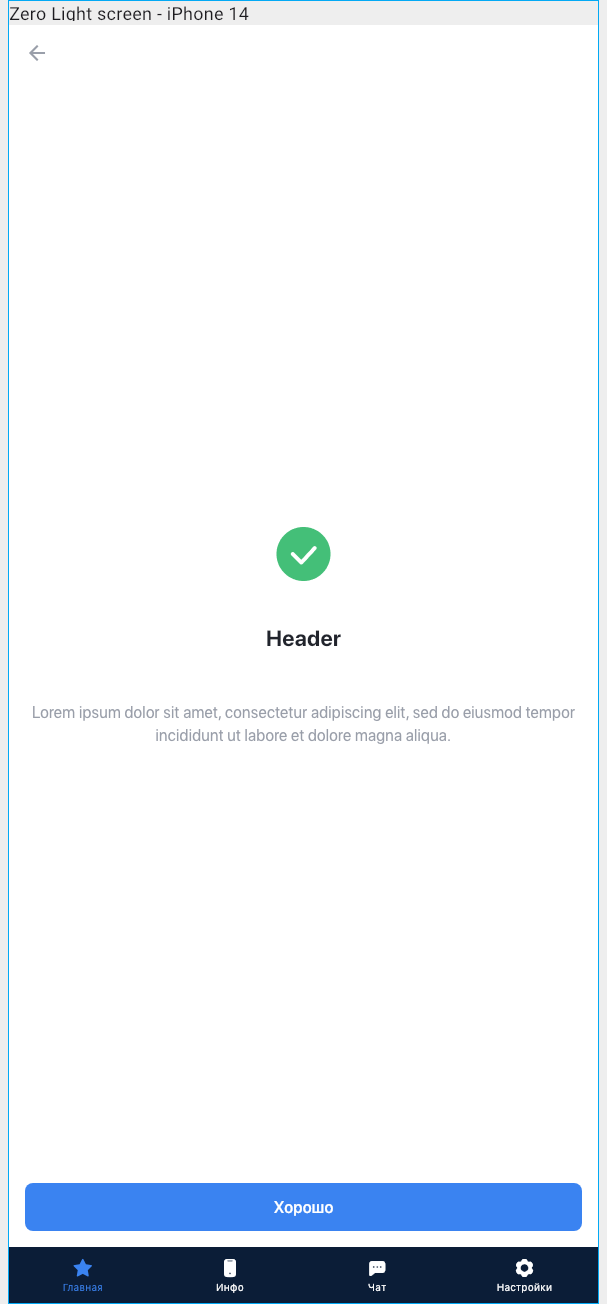 Zero Light screen - iPhone 14
Header
Lorem ipsum dolor sit amet, consectetur adipiscing elit, sed do eiusmod tempor
incididunt ut labore et dolore magna aliqua.
Хорошо
Главная Инфо Чат Настройки